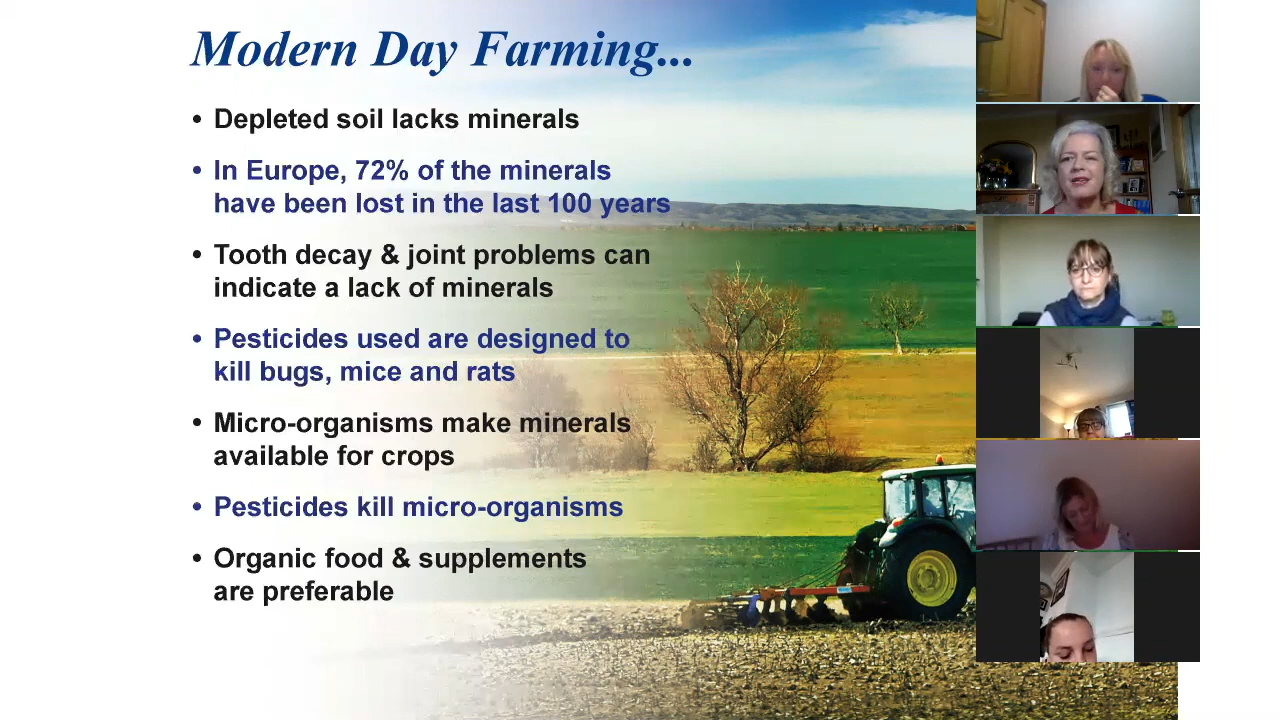 Modern Day Farming...
• Depleted soil lacks minerals
• In Europe, 72% of the minerals
have been lost in the last 100 years
• Tooth decay & joint problems can
indicate a lack of minerals
• Pesticides used are designed to
kill bugs, mice and rats
• Micro-organisms make minerals
available for crops
• Pesticides kill micro-organisms
• Organic food & supplements
are preferable